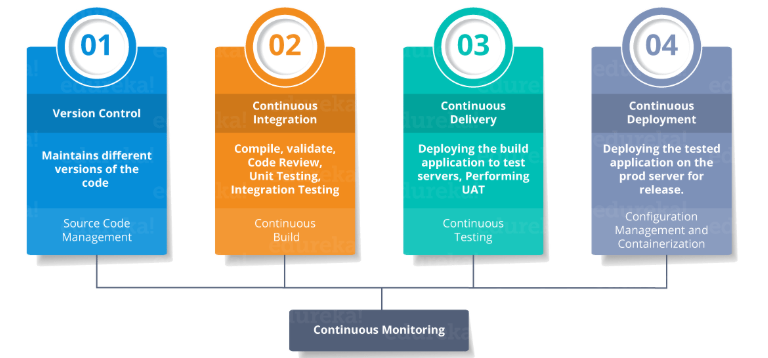 01
Version Control
Maintains different
versions of the
code
Source Code
Management
02
Continuous
Integration
Compile, validate,
Code Review,
Unit Testing,
Integration Testing
Continuous
Build
03
Continuous
Delivery
Deploying the build
application to test
servers, Performing
UAT
Continuous
Testing
04
Continuous
Deployment
Deploying the tested
application on the
prod server for
release.
Configuration
Management and
Containerization
Continuous Monitoring